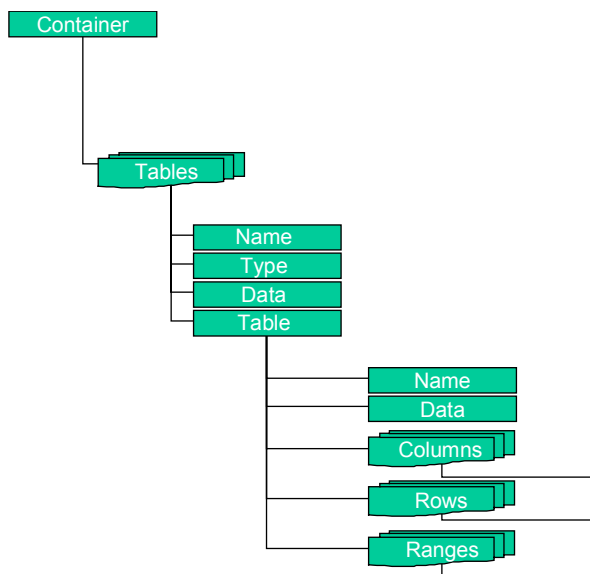 Container
Tables
Name
Type
Data
Table
Name
Data
Columns
Rows
Ranges